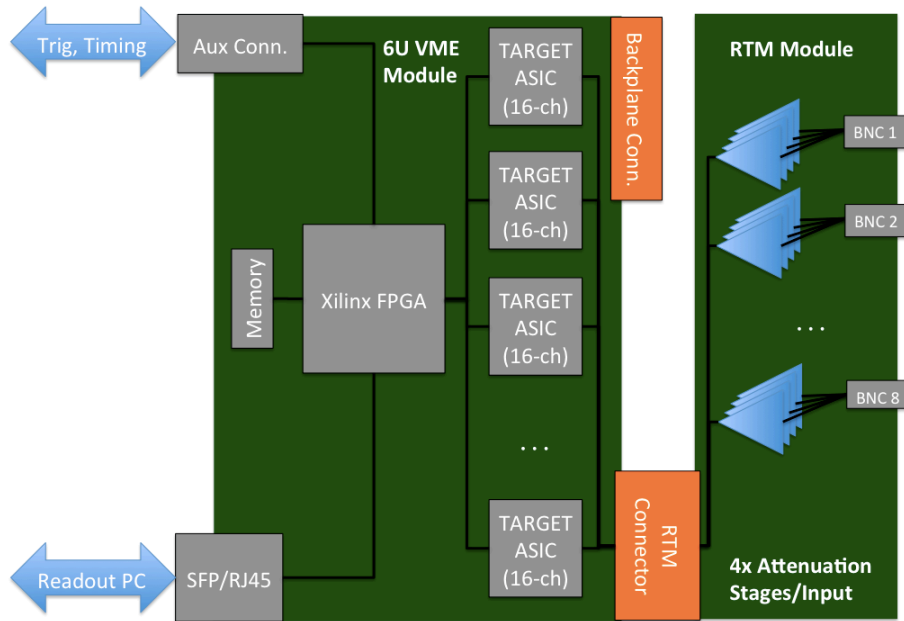 Trig, Timing
Aux Conn.
6U VME
Module
TARGET
ASIC
(16-ch)
Backplane Conn.
RTM Module
BNC 1
TARGET
ASIC
(16-ch)
BNC 2
Memory
Xilinx FPGA
TARGET
ASIC
(16-ch)
. . .
BNC 8
. . .
TARGET
ASIC
(16-ch)
RTM
Connector
Readout PC
SFP/RJ45
4x Attenuation
Stages/Input